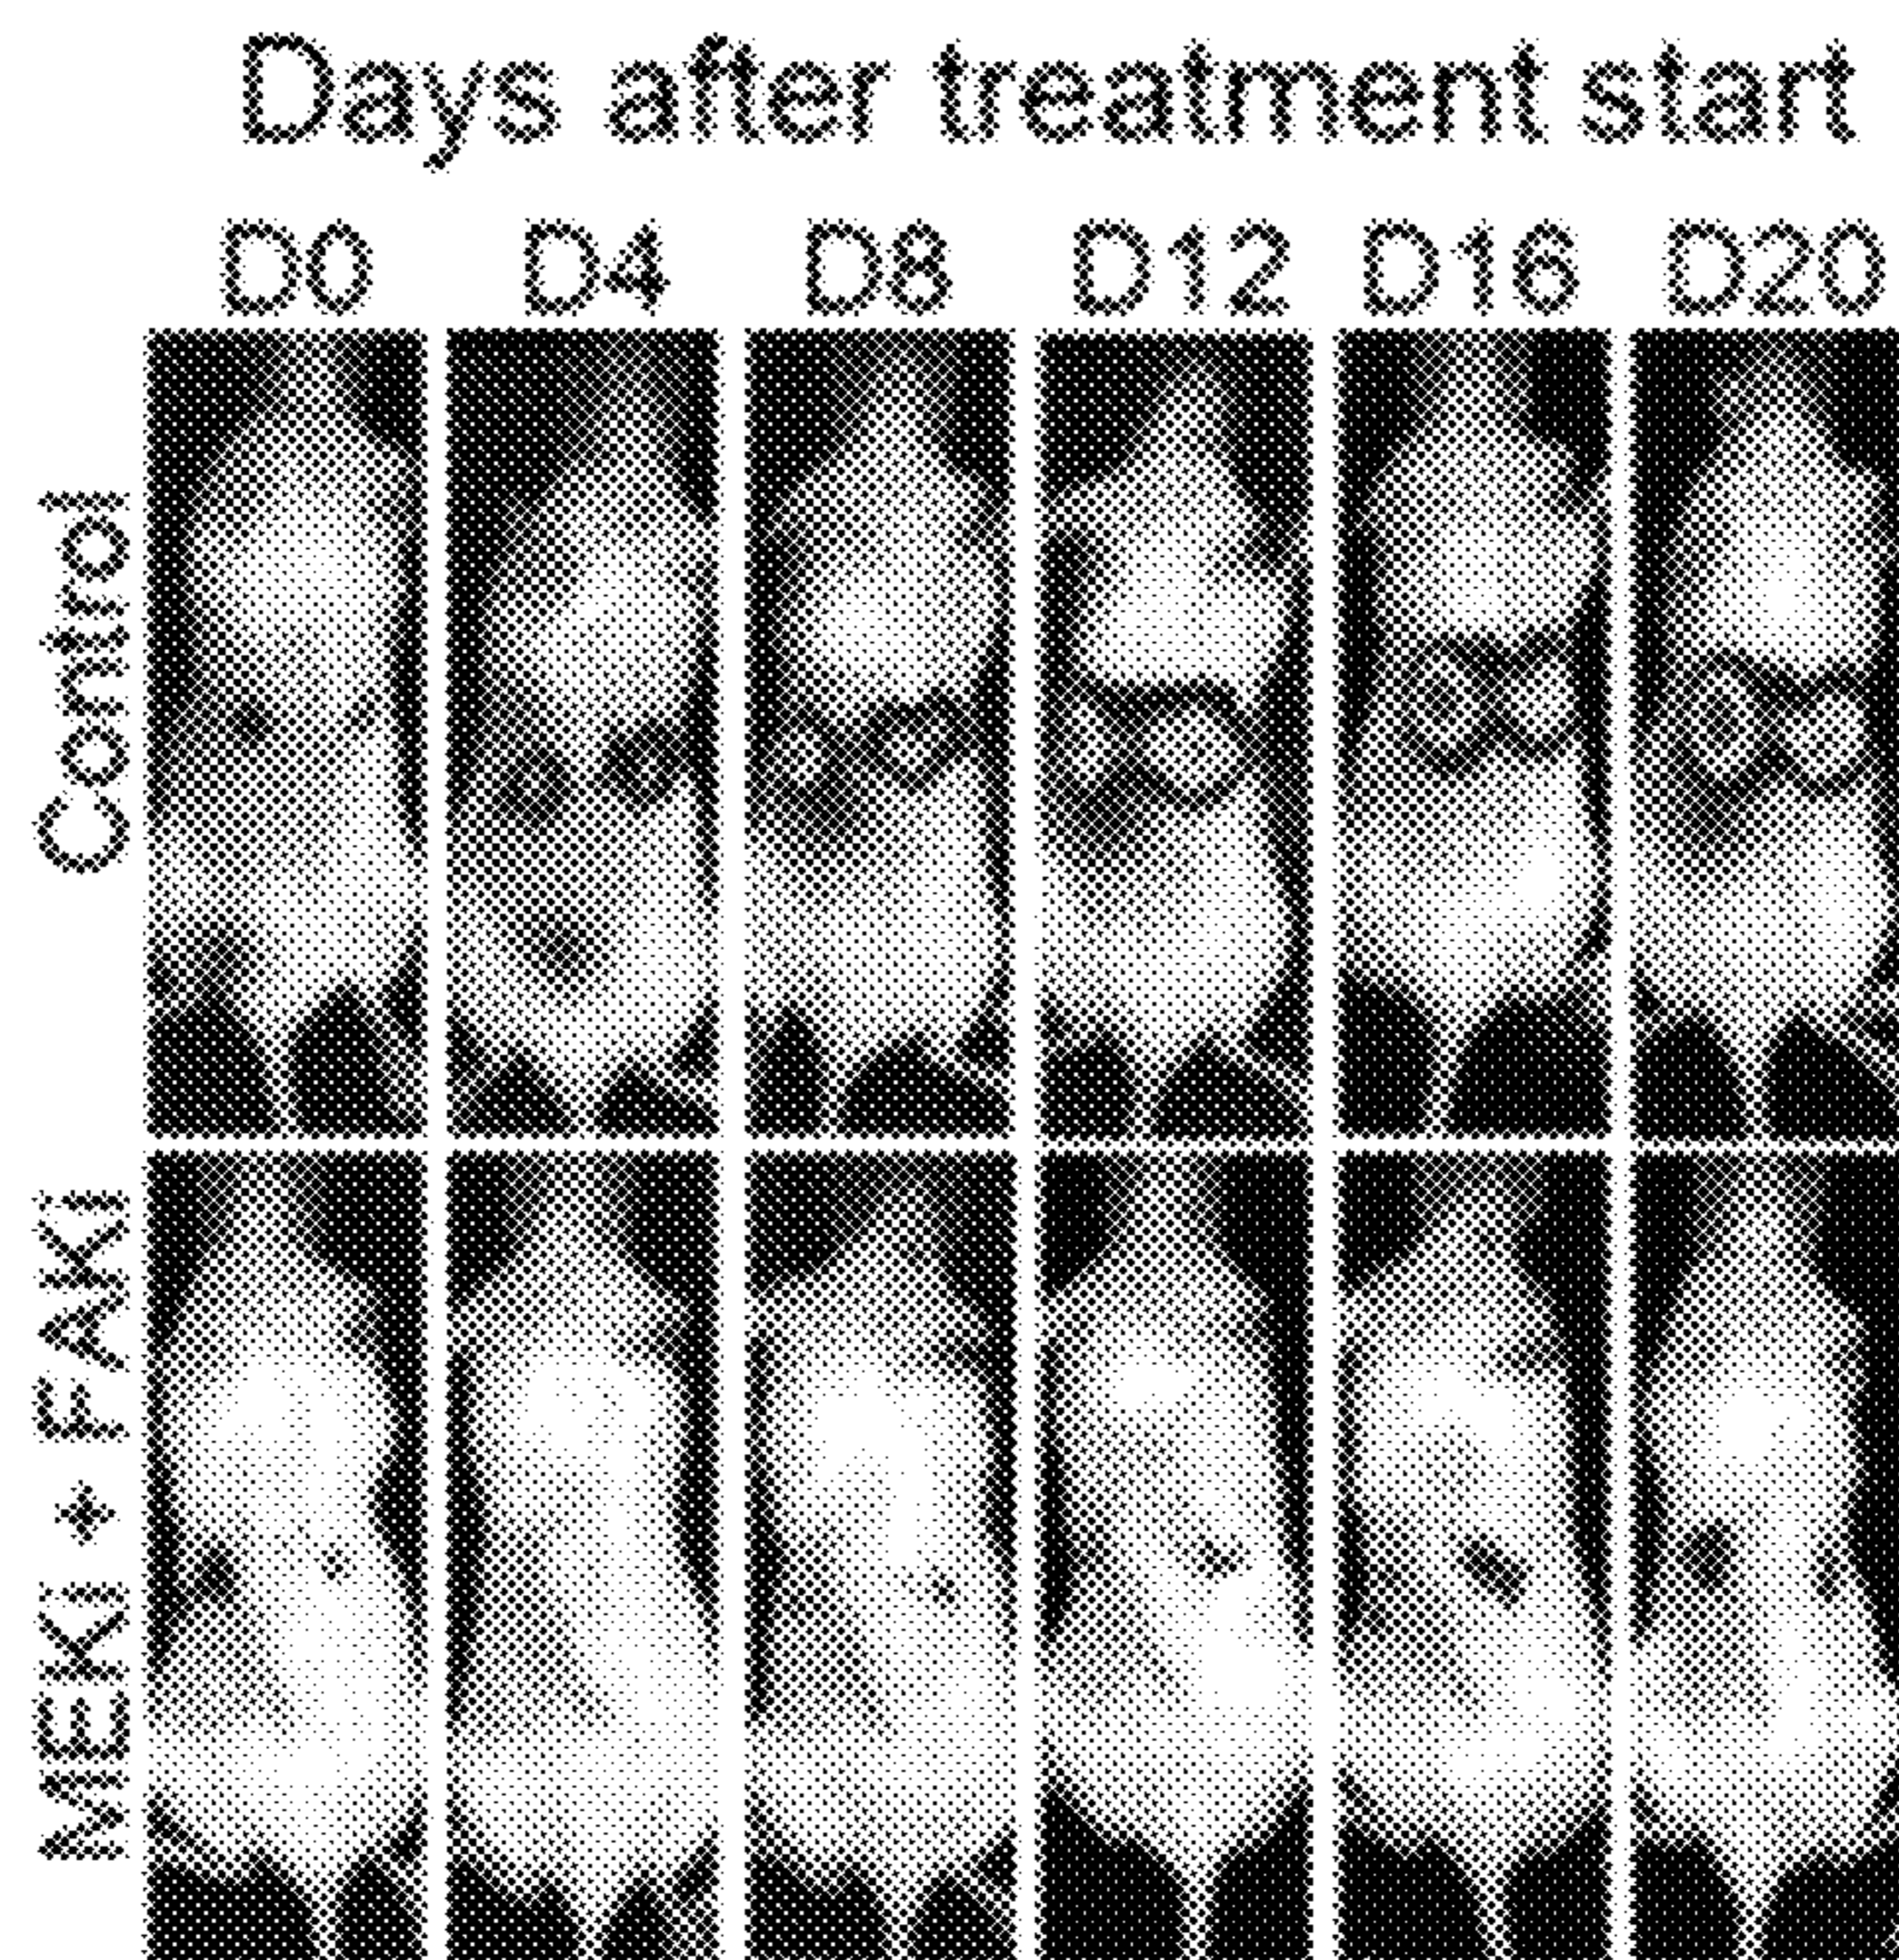 Days after treatment start
D0 D4 D8 D12 D16 D20
Control
MEKi + FAKi